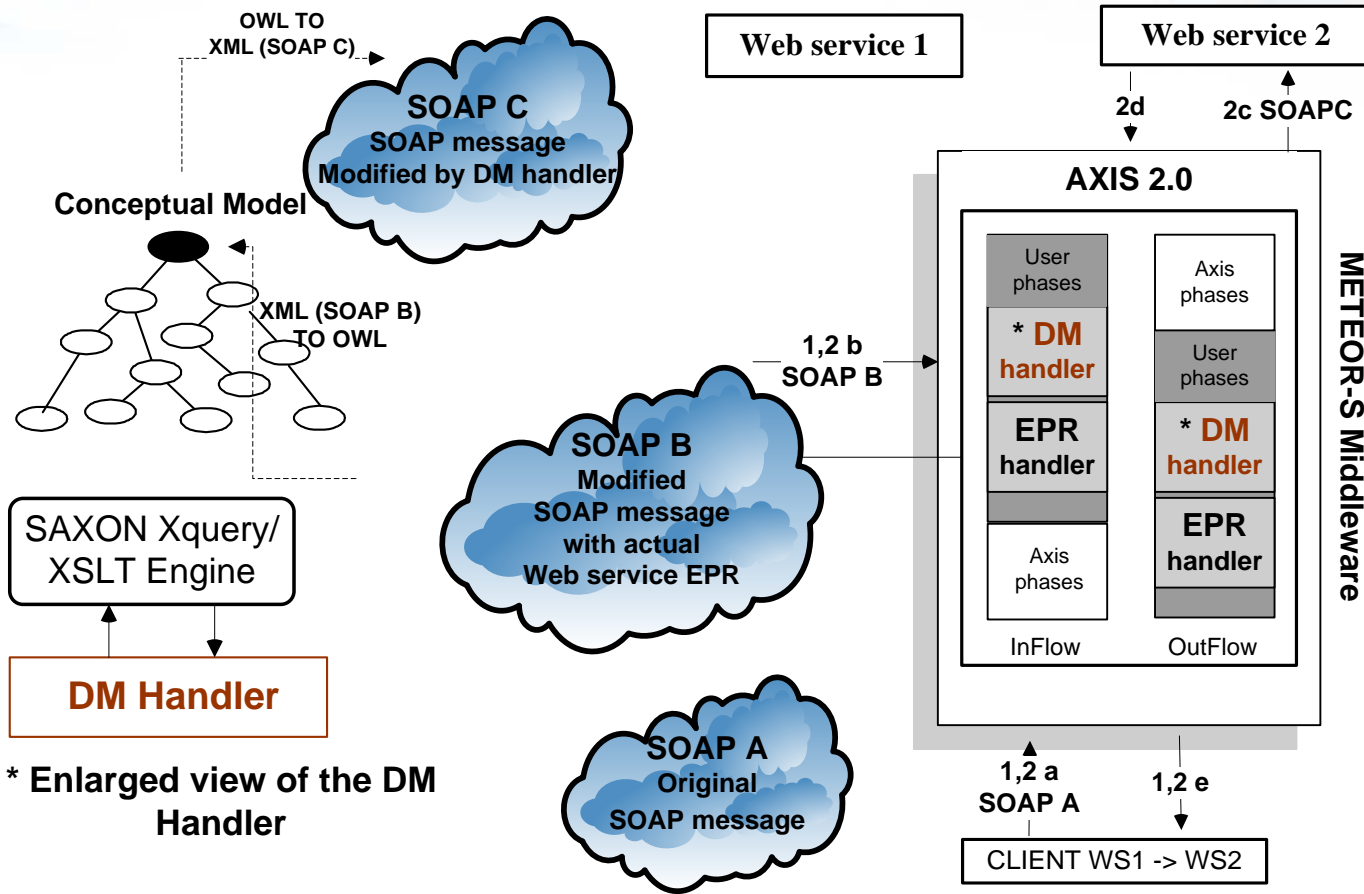 OWL TO
XML (SOAP C)
SOAP C
SOAP message
Modified by DM handler
Conceptual Model
XML (SOAP B)
TO OWL
SAXON Xquery/
XSLT Engine
DM Handler
* Enlarged view of the DM
Handler
SOAP B
Modified
SOAP message
with actual
Web service EPR
SOAP A
Original
SOAP message
Web service 1
Web service 2
2d
2c SOAPC
1,2 b
SOAP B
AXIS 2.0
User
phases
* DM
handler
EPR
handler
Axis
phases
InFlow
Axis
phases
User
phases
* DM
handler
EPR
handler
OutFlow
METEOR-S Middleware
1,2 a
SOAP A
1,2 e
CLIENT WS1 -> WS2